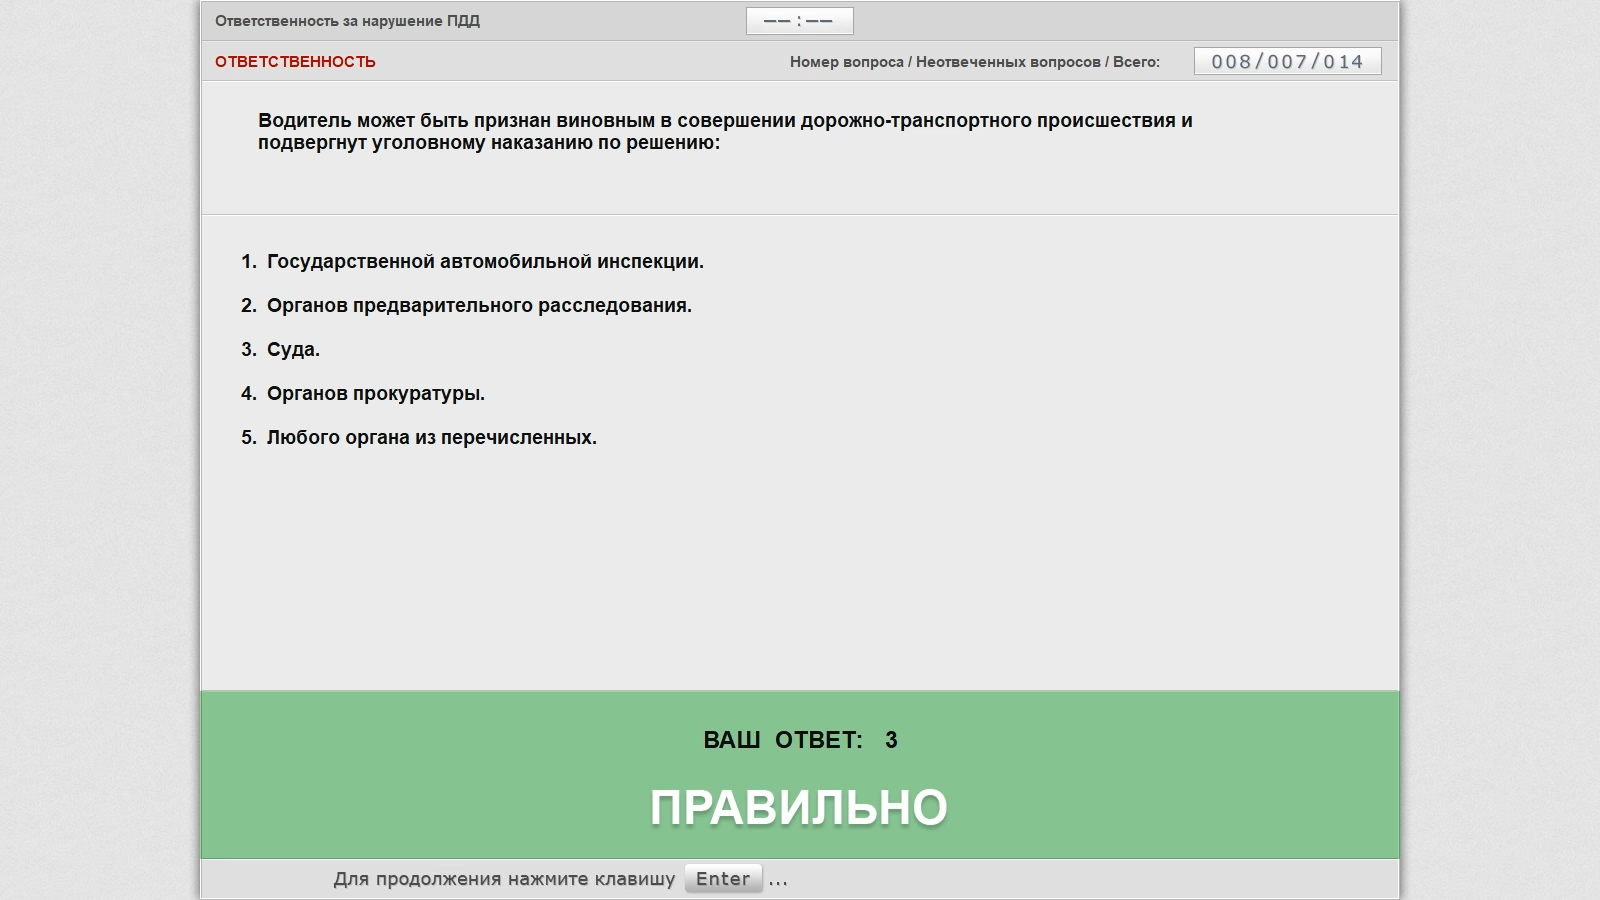 Ответственность за нарушение ПДД
––:––
ОТВЕТСТВЕННОСТЬ
Номер вопроса / Неотвеченных вопросов / Всего:
008/007/014
Водитель может быть признан виновным в совершении дорожно-транспортного происшествия и
подвергнут уголовному наказанию по решению:
1. Государственной автомобильной инспекции.
2. Органов предварительного расследования.
3. Суда.
4. Органов прокуратуры.
5. Любого органа из перечисленных.
ВАШ ОТВЕТ: 3
ПРАВИЛЬНО
Для продолжения нажмите клавишу Enter ...